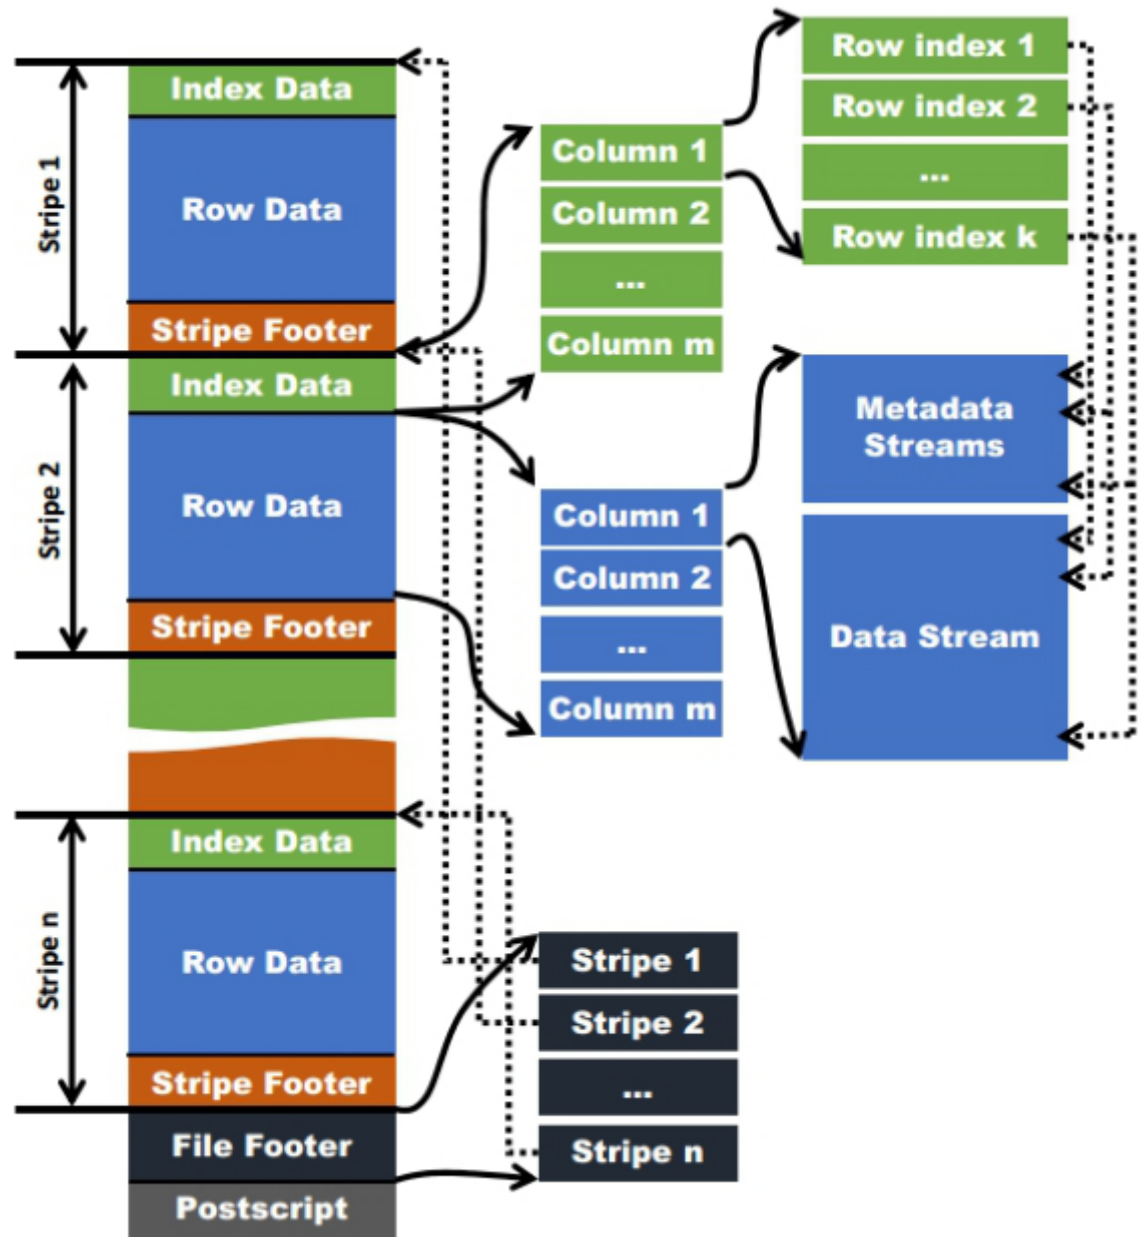 Stripe 1
Index Data
Row Data
Stripe Footer
Stripe 2
Index Data
Row Data
Stripe Footer
Stripe n
Index Data
Row Data
Stripe Footer
File Footer
Postscript
Column 1
Column 2
...
Column m
Row index 1
Row index 2
...
Row index k
Column 1
Column 2
...
Column m
Metadata
Streams
Data Stream
Stripe 1
Stripe 2
...
Stripe n